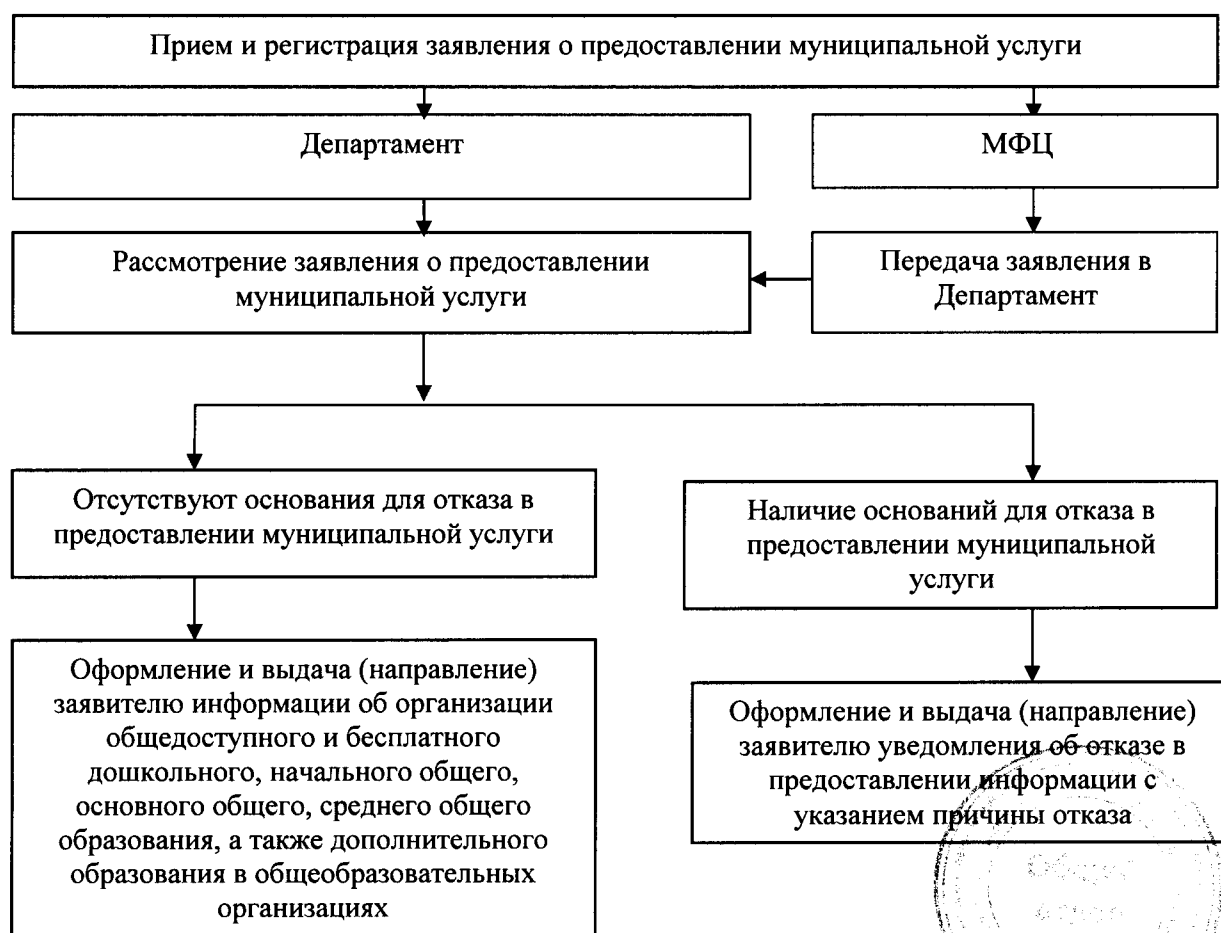 Прием и регистрация заявления о предоставлении муниципальной услуги
Департамент
МФЦ
Рассмотрение заявления о предоставлении
муниципальной услуги
Передача заявления в
Департамент
Отсутствуют основания для отказа в
предоставлении муниципальной услуги
Наличие оснований для отказа в
предоставлении муниципальной
услуги
Оформление и выдача (направление)
заявителю информации об организации
общедоступного и бесплатного
дошкольного, начального общего,
основного общего, среднего общего
образования, а также дополнительного
образования в общеобразовательных
организациях
Оформление и выдача (направление)
заявителю уведомления об отказе в
предоставлении информации с
указанием причины отказа